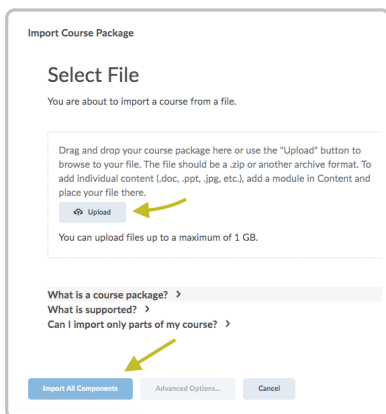 Import Course Package
Select File
You are about to import a course from a file.
Drag and drop your course package here or use the "Upload" button to
browse to your file. The file should be a .zip or another archive format. To
add individual content (.doc, .ppt, .jpg, etc.), add a module in Content and
place your file there.
Upload
You can upload files up to a maximum of 1 GB.
What is a course package? >
What is supported? >
Can I import only parts of my course? >
Import All Components Advanced Options... Cancel